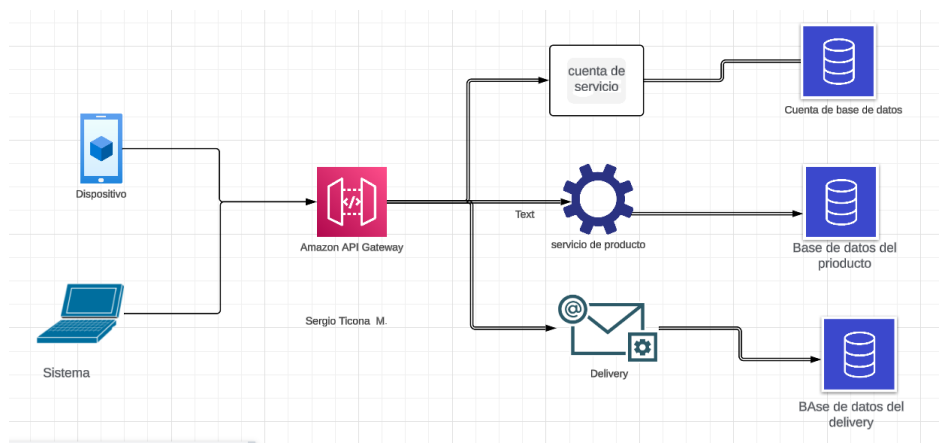 cuenta de
servicio
Cuenta de base de datos
Dispositivo
Amazon API Gateway
Text
servicio de producto
Base de datos del
prioducto
Sergio Ticona M.
Sistema
Delivery
BAse de datos del
delivery